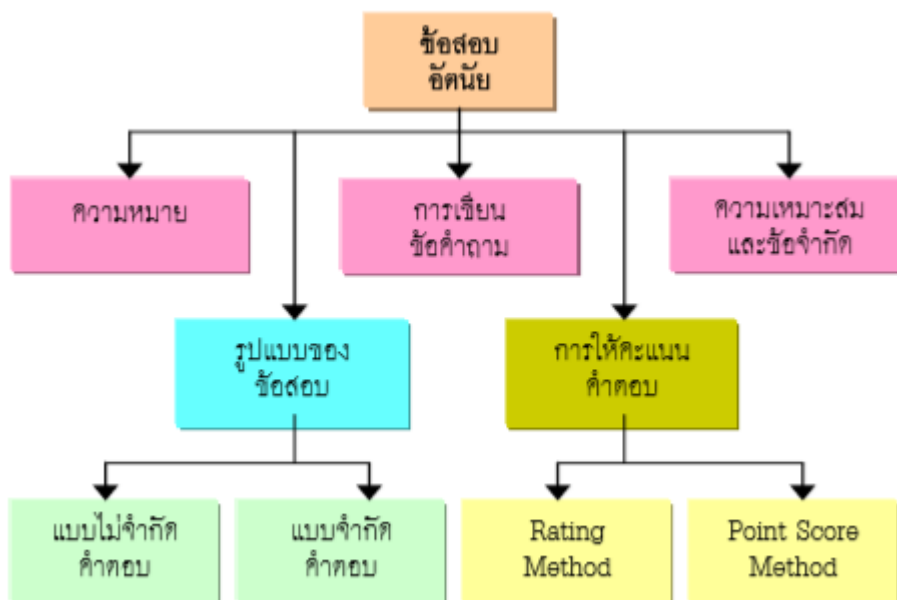 ข้อสอบ
อัตนัย
ความหมาย
การเขียน
ข้อคำถาม
ความเหมาะสม
และข้อจำกัด
รูปแบบของ
ข้อสอบ
การให้คะแนน
คำตอบ
แบบไม่จำกัด
คำตอบ
แบบจำกัด
คำตอบ
Rating
Method
Point Score
Method